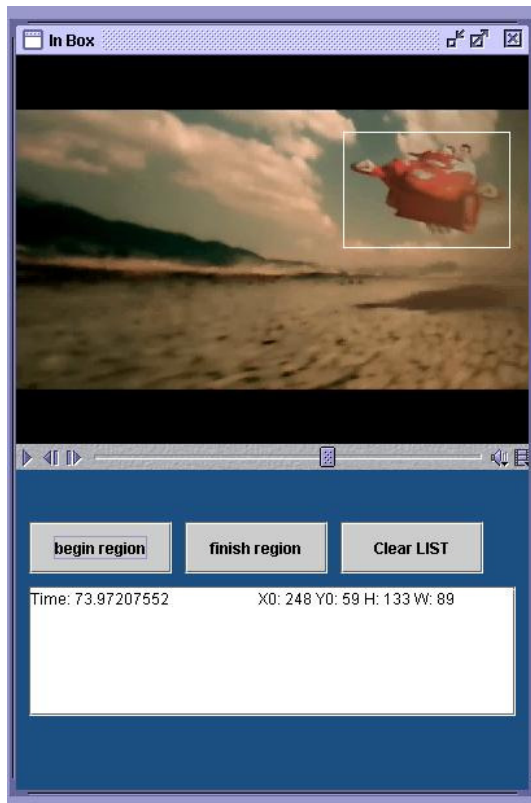 In Box
begin region
finish region
Clear LIST
Time: 73.97207552 X0: 248 Y0: 59 H: 133 W: 89